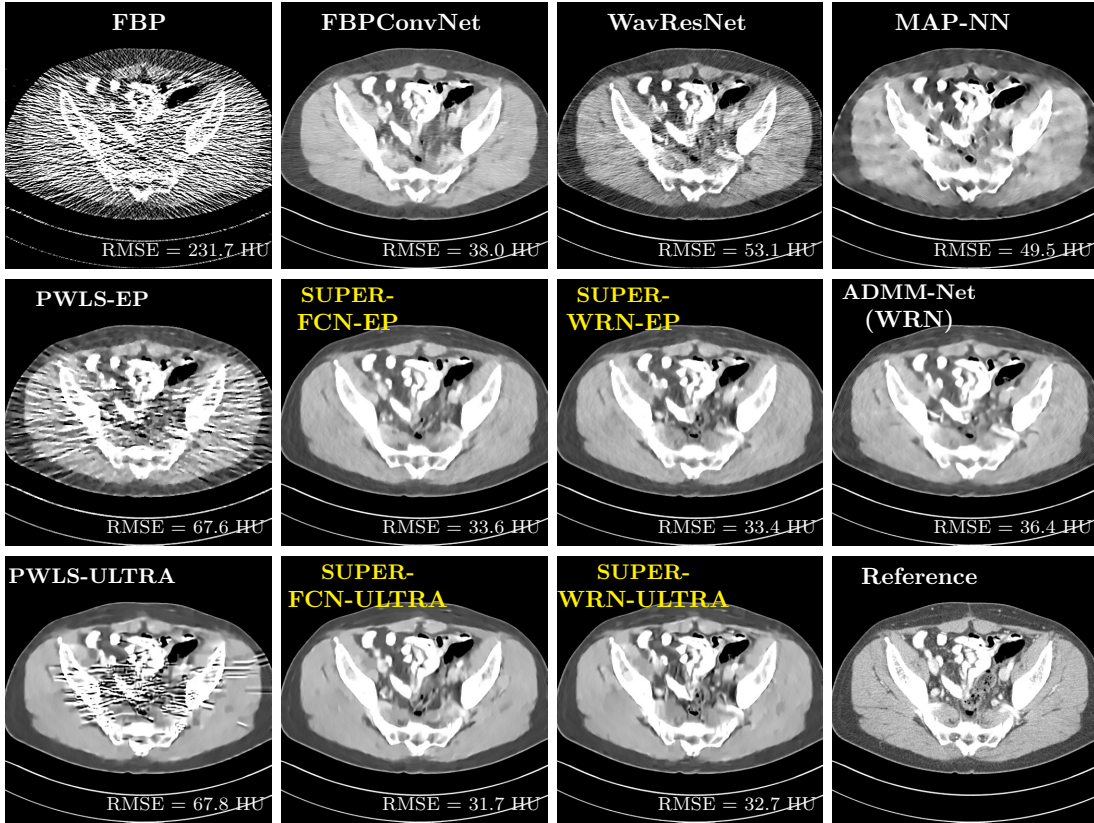 FBP
RMSE = 231.7 HU
FBPConvNet
RMSE = 38.0 HU
WavResNet
RMSE = 53.1 HU
MAP-NN
RMSE = 49.5 HU
PWLS-EP
RMSE = 67.6 HU
SUPER-
FCN-EP
RMSE = 33.6 HU
SUPER-
WRN-EP
RMSE = 33.4 HU
ADMM-Net
(WRN)
RMSE = 36.4 HU
PWLS-ULTRA
RMSE = 67.8 HU
SUPER-
FCN-ULTRA
RMSE = 31.7 HU
SUPER-
WRN-ULTRA
RMSE = 32.7 HU
Reference